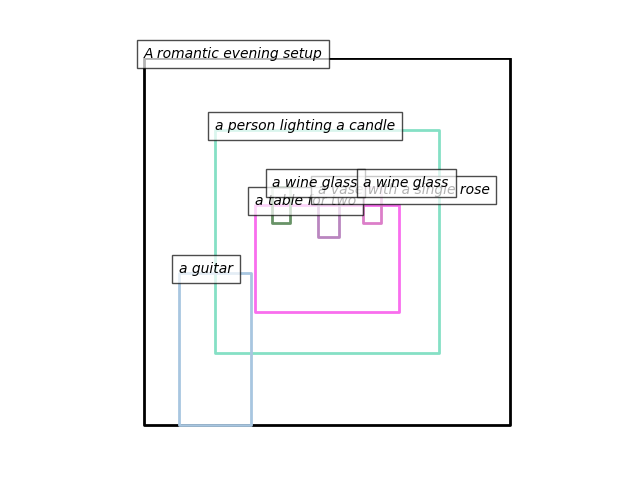 A romantic evening setup
a person lighting a candle
a wine glass
a wine glass
a vase with a single rose
a table for two
a guitar